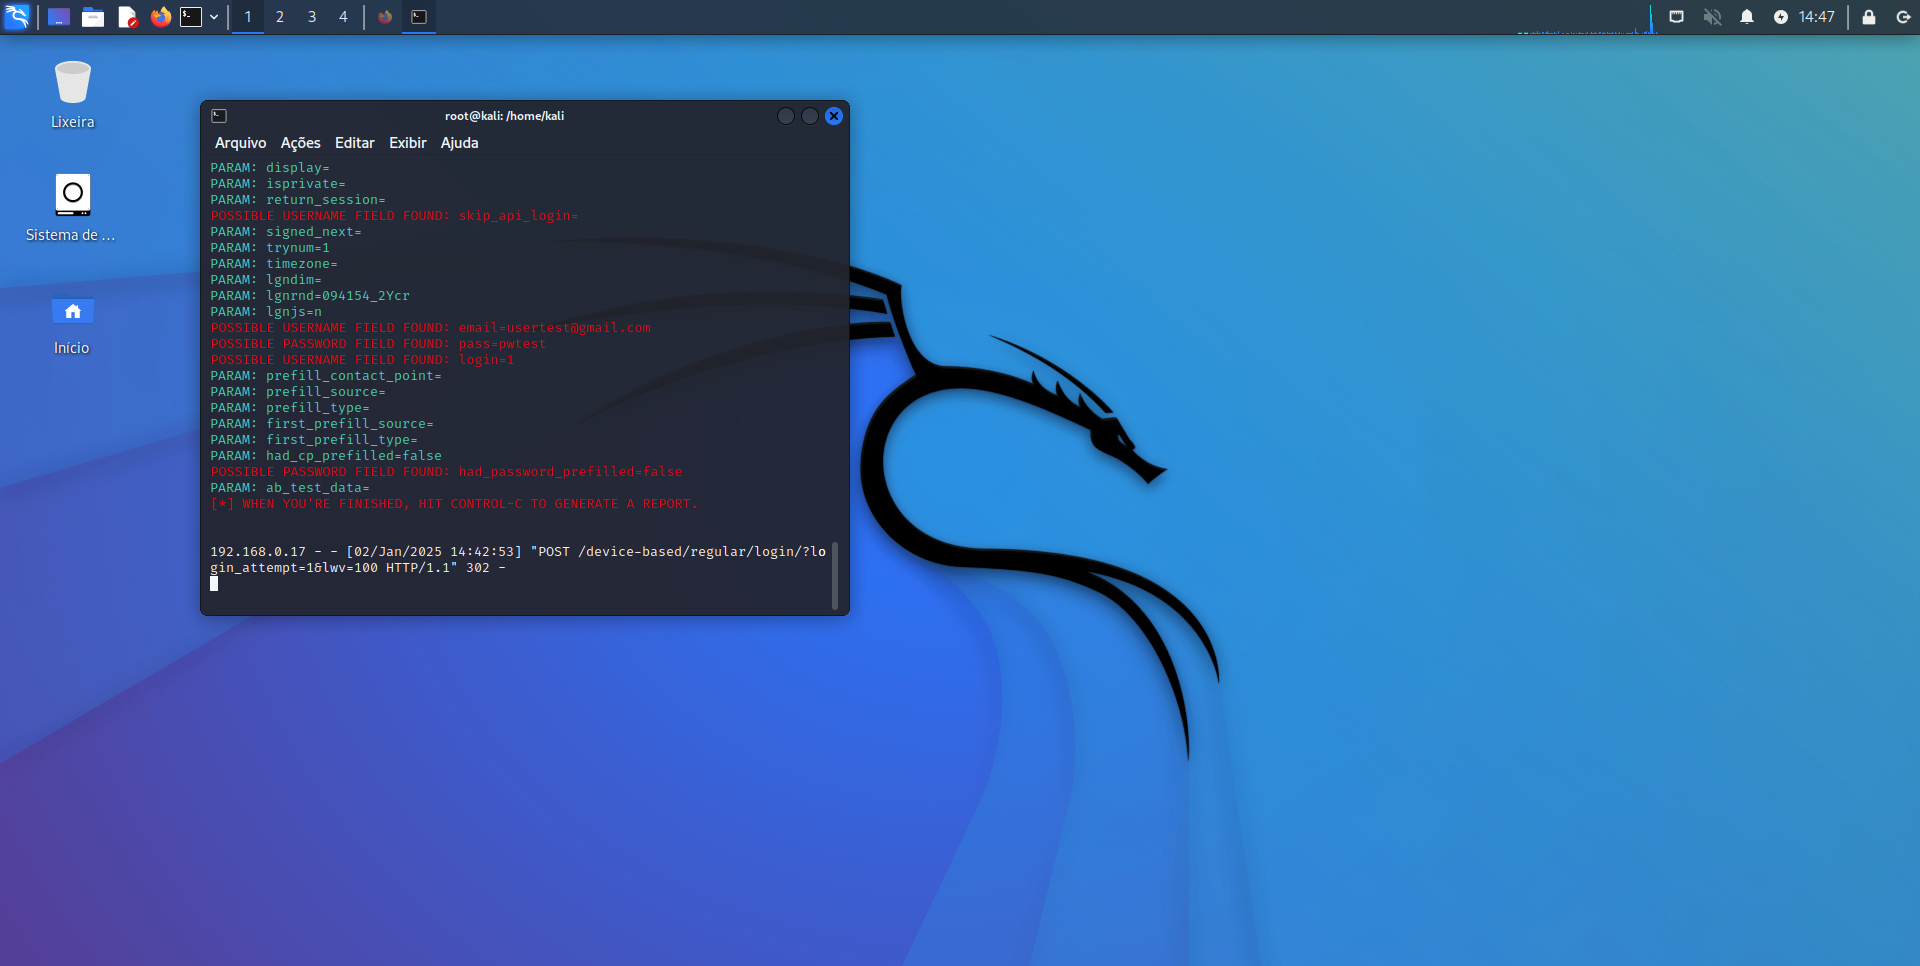 1 2 3 4
14:47
Lixeira
Sistema de ...
Início
root@kali: /home/kali
Arquivo Ações Editar Exibir Ajuda
PARAM: display=
PARAM: isprivate=
PARAM: return_session=
POSSIBLE USERNAME FIELD FOUND: skip_api_login=
PARAM: signed_next=
PARAM: trynum=1
PARAM: timezone=
PARAM: lgndim=
PARAM: lgnrnd=094154_2Ycr
PARAM: lgnjs=n
POSSIBLE USERNAME FIELD FOUND: email=usertest@gmail.com
POSSIBLE PASSWORD FIELD FOUND: pass=pwtest
POSSIBLE USERNAME FIELD FOUND: login=1
PARAM: prefill_contact_point=
PARAM: prefill_source=
PARAM: prefill_type=
PARAM: first_prefill_source=
PARAM: first_prefill_type=
PARAM: had_cp_prefilled=false
POSSIBLE PASSWORD FIELD FOUND: had_password_prefilled=false
PARAM: ab_test_data=
[*] WHEN YOU'RE FINISHED, HIT CONTROL-C TO GENERATE A REPORT.
192.168.0.17 - - [02/Jan/2025 14:42:53] "POST /device-based/regular/login/?lo
gin_attempt=1&lwv=100 HTTP/1.1" 302 -